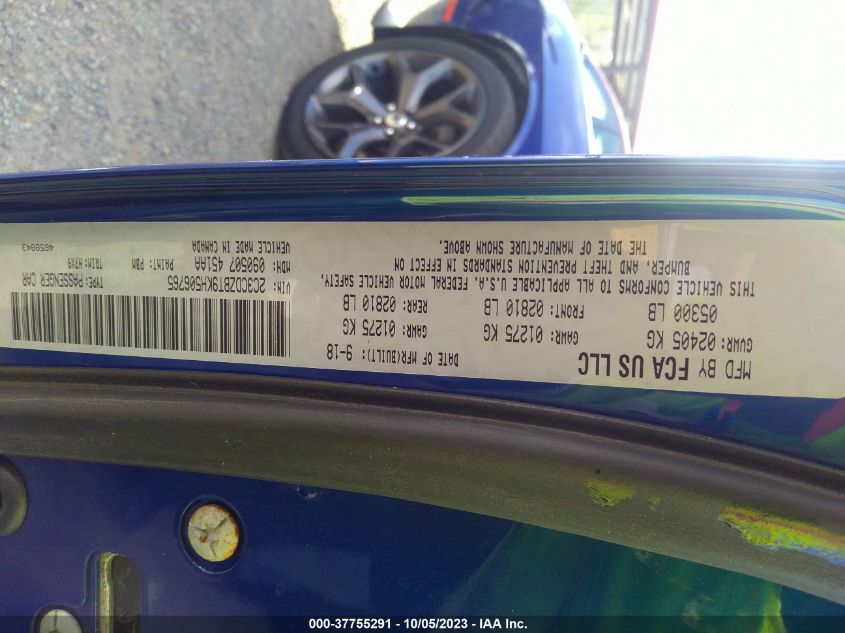 MFD BY FCA US LLC
DATE OF MFR(BUILT): 9-18
GVWR: 02405 KG
GAWR: 01275 KG
GAWR: 01275 KG
05300 LB
FRONT: 02810 LB
REAR: 02810 LB
THIS VEHICLE CONFORMS TO ALL APPLICABLE U.S.A. FEDERAL MOTOR VEHICLE SAFETY,
BUMPER, AND THEFT PREVENTION STANDARDS IN EFFECT ON
THE DATE OF MANUFACTURE SHOWN ABOVE.
VIN: 2C3CDZBT9KH506765
TYPE: PASSENGER CAR
MDH: 090507 451AA
PAINT: PBM
TRIM: H7X9
VEHICLE MADE IN CANADA
4658843
000-37755291 - 10/05/2023 - IAA Inc.